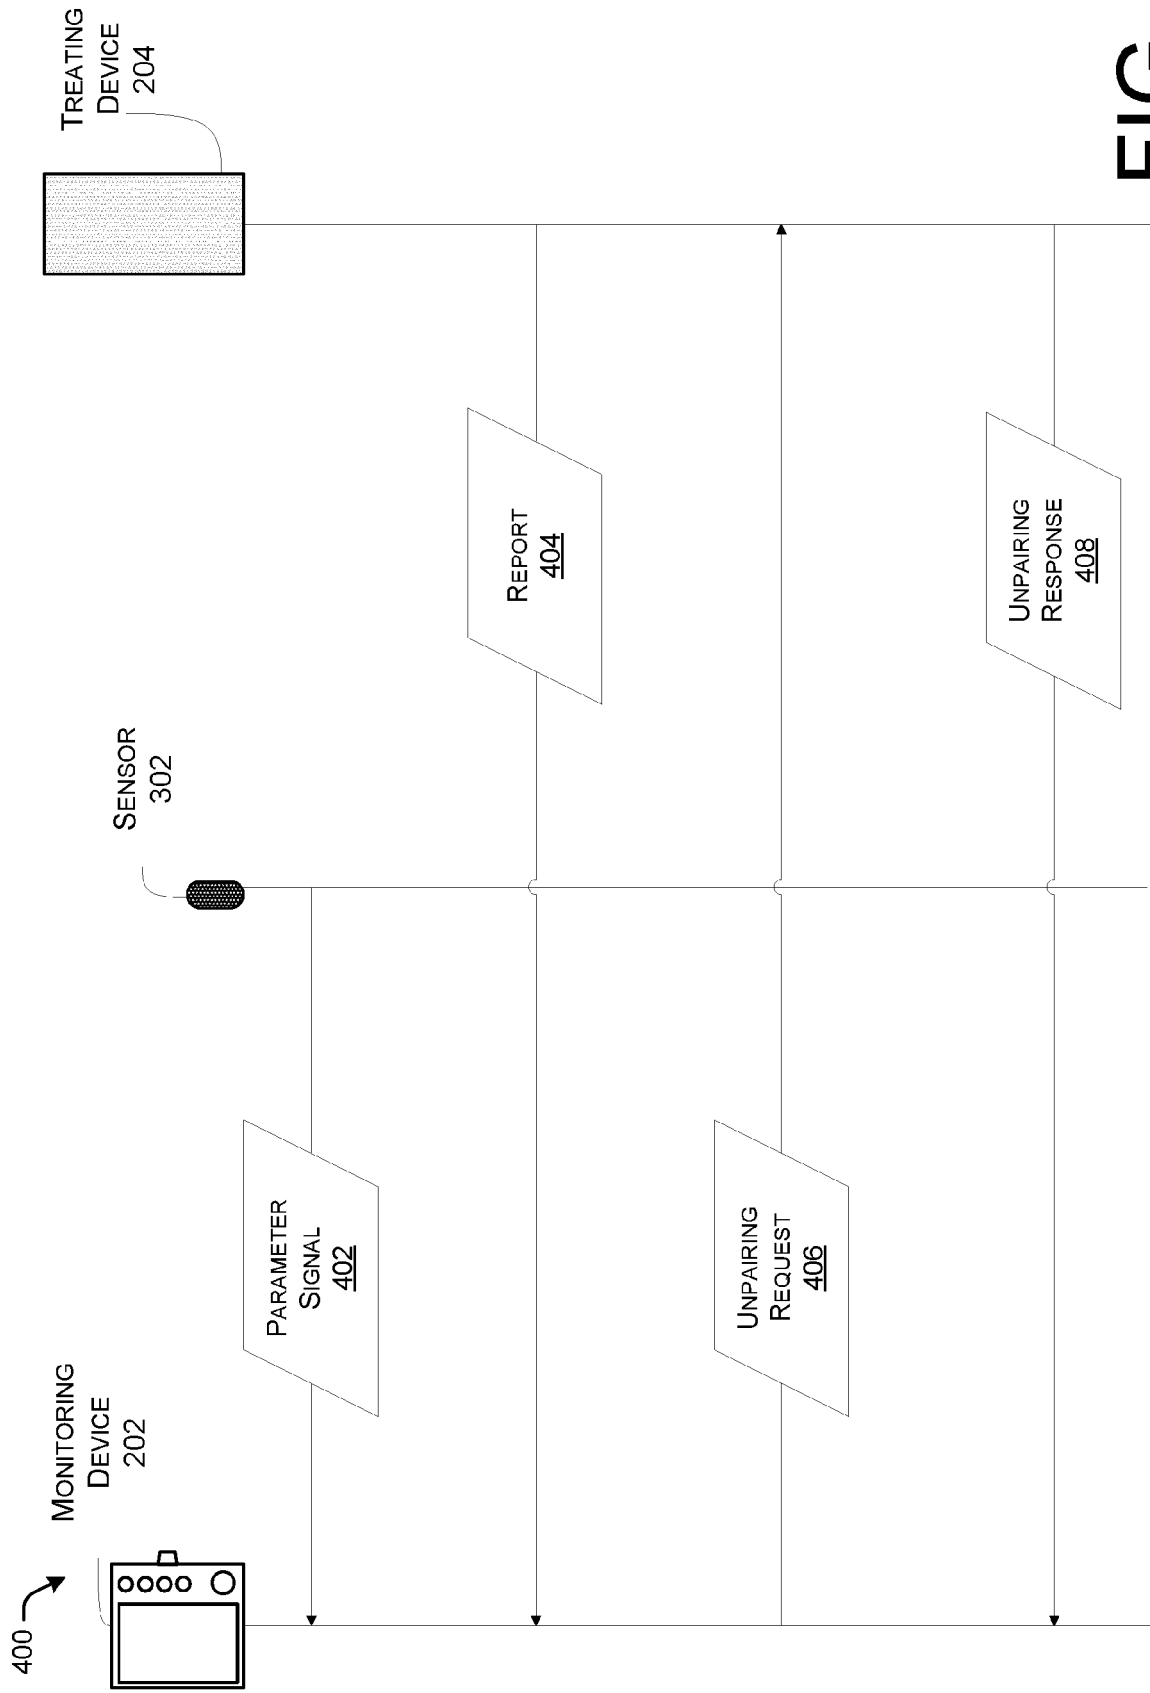 400
MONITORING
DEVICE
202
SENSOR
302
TREATING
DEVICE
204
PARAMETER
SIGNAL
402
REPORT
404
UNPAIRING
REQUEST
406
UNPAIRING
RESPONSE
408
FIG